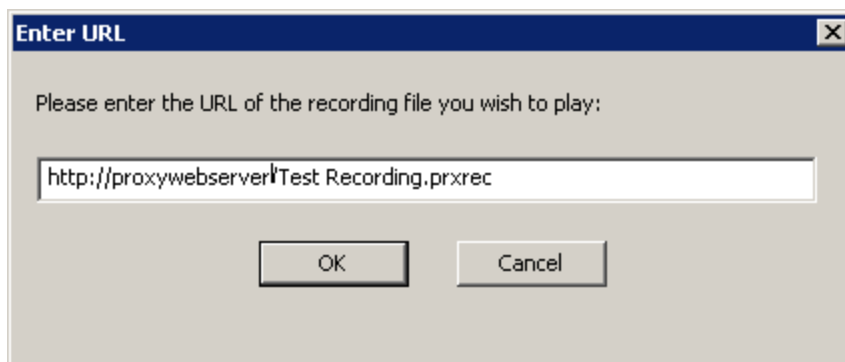 Enter URL
Please enter the URL of the recording file you wish to play:
http://proxywebserver/Test Recording.prxrec
OK Cancel